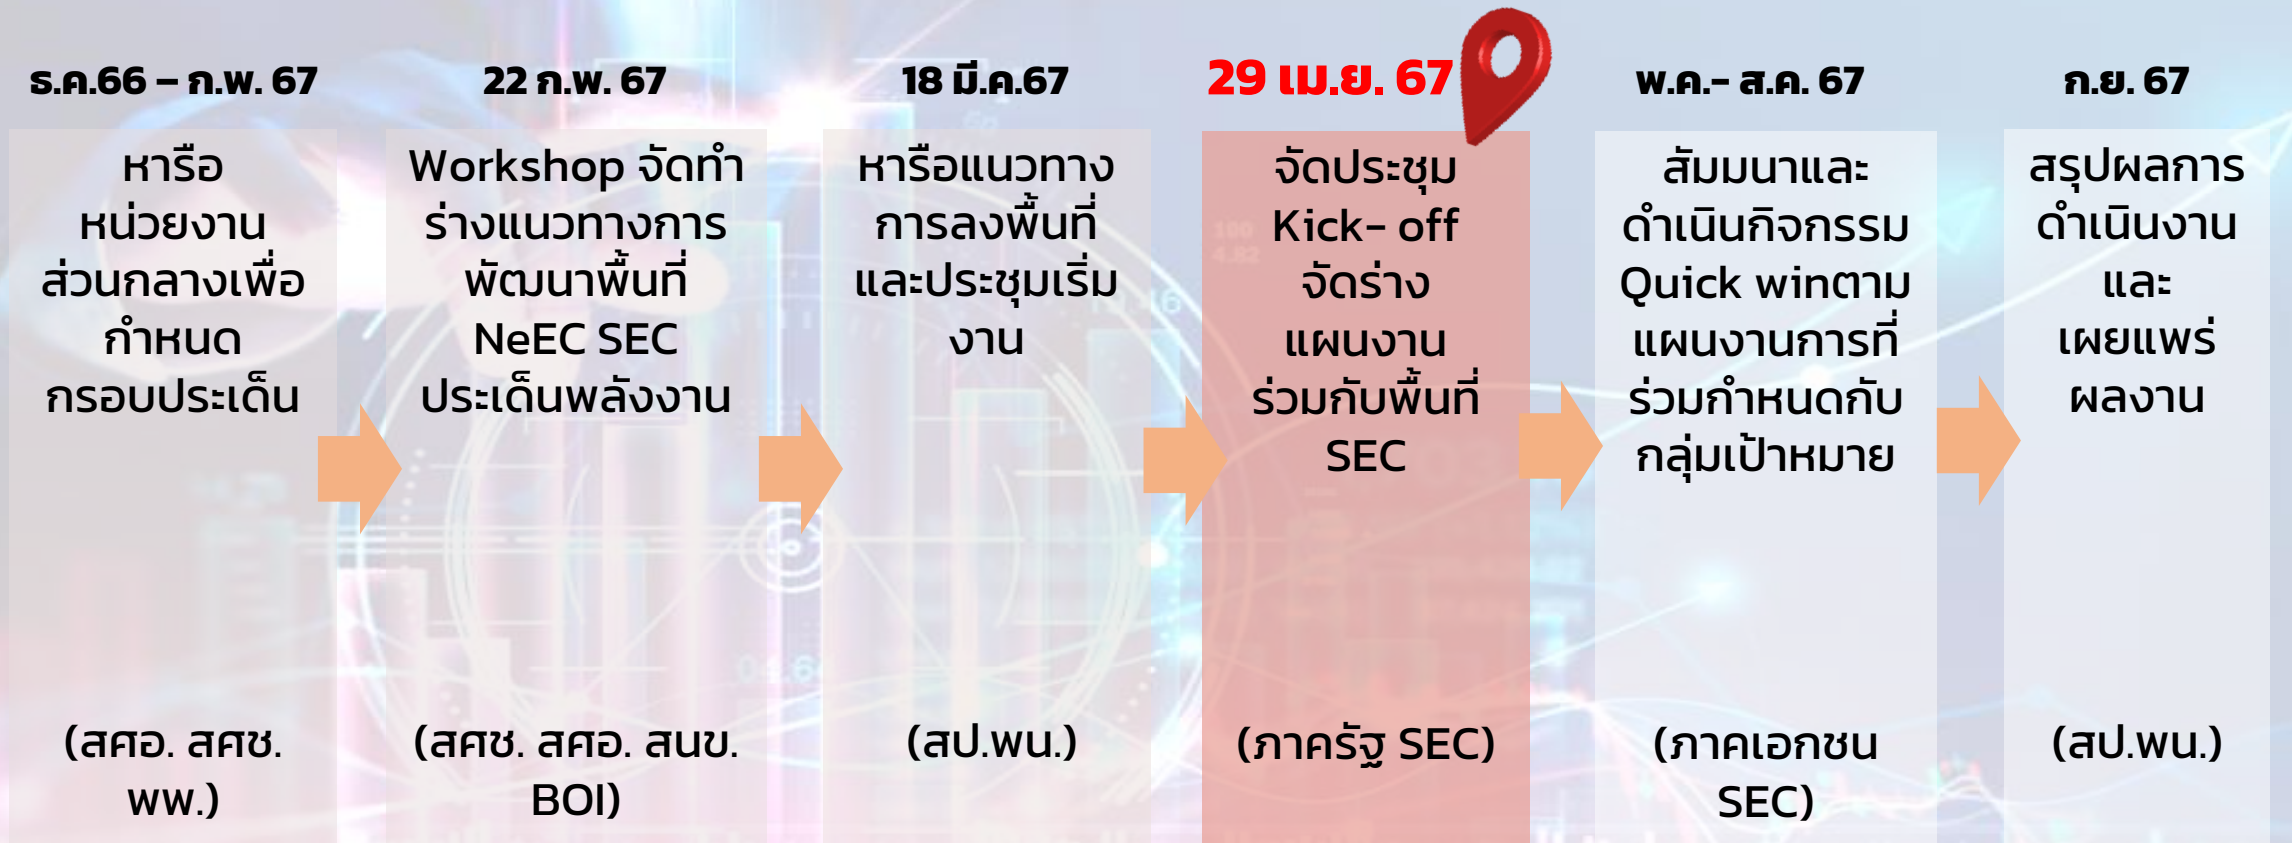 ธ.ค.66 – ก.พ. 67
หารือ
หน่วยงาน
ส่วนกลางเพื่อ
กำหนด
กรอบประเด็น
(สศอ. สศช.
พพ.)
22 ก.พ. 67
Workshop จัดทำ
ร่างแนวทางการ
พัฒนาพื้นที่
NeEC SEC
ประเด็นพลังงาน
(สศช. สศอ. สนข.
BOI)
18 มี.ค.67
หารือแนวทาง
การลงพื้นที่
และประชุมเริ่ม
งาน
(สป.พน.)
29 เม.ย. 67
จัดประชุม
Kick- off
จัดร่าง
แผนงาน
ร่วมกับพื้นที่
SEC
(ภาครัฐ SEC)
พ.ค.- ส.ค. 67
สัมมนาและ
ดำเนินกิจกรรม
Quick winตาม
แผนงานการที่
ร่วมกำหนดกับ
กลุ่มเป้าหมาย
(ภาคเอกชน
SEC)
ก.ย. 67
สรุปผลการ
ดำเนินงาน
และ
เผยแพร่
ผลงาน
(สป.พน.)